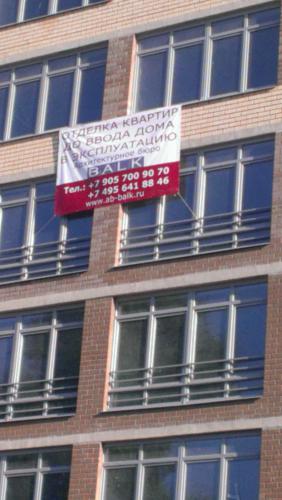 ОТДЕЛКА КВАРТИР
ДО ВВОДА ДОМА
В ЭКСПЛУАТАЦИЮ
архитектурное бюро
BALK
Тел.: +7 905 700 90 70
+7 495 641 88 46
www.ab-balk.ru